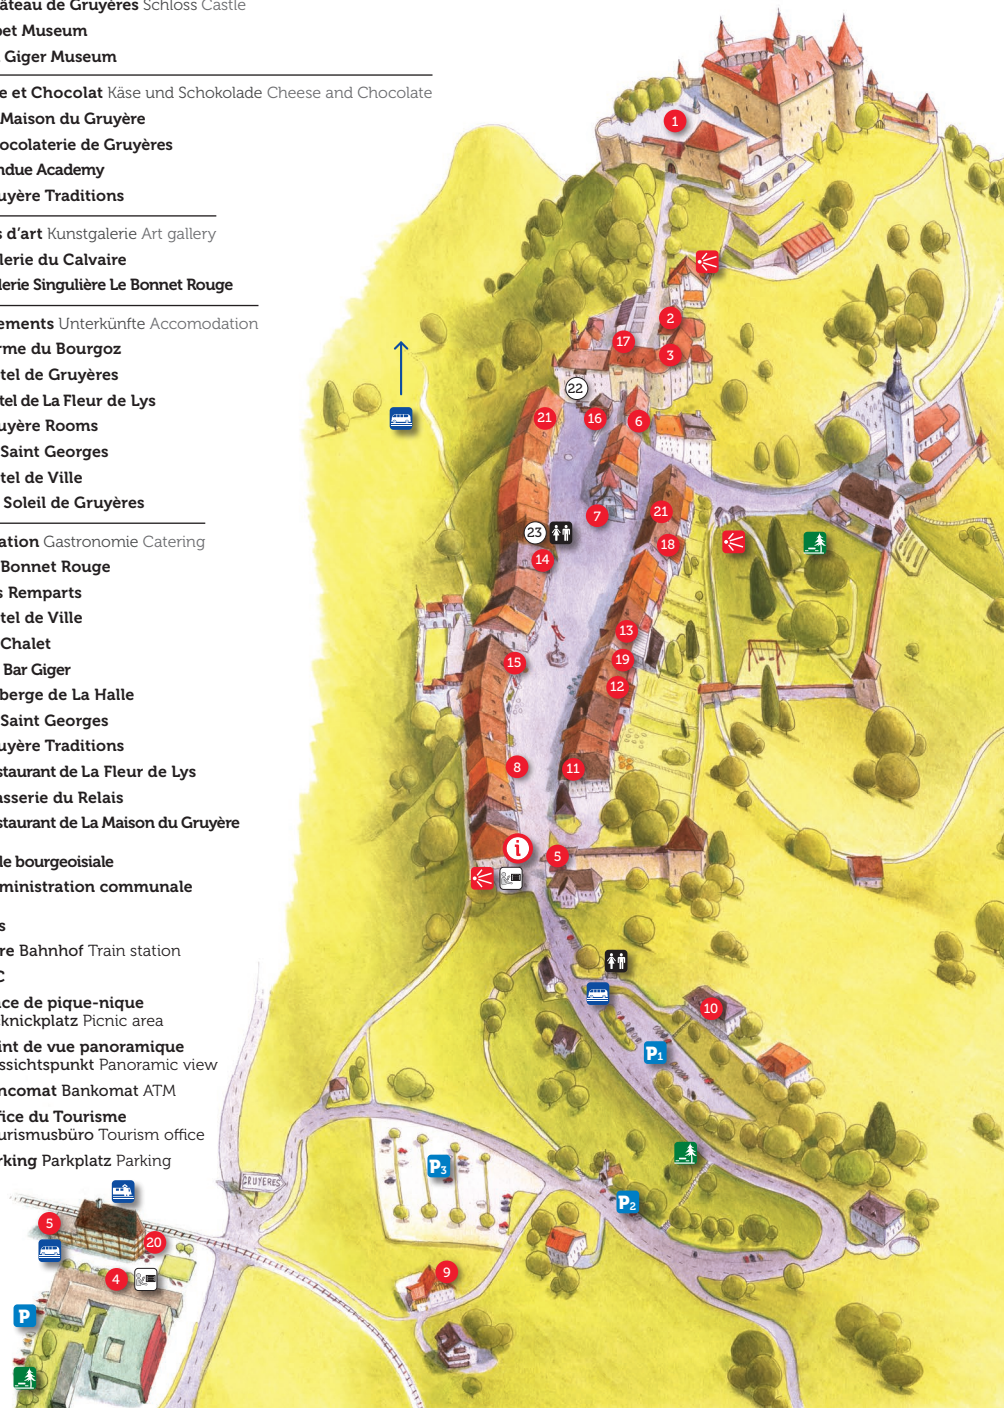 âteau de Gruyères Schloss Castle
bet Museum
Giger Museum
e et Chocolat Käse und Schokolade Cheese and Chocolate
Maison du Gruyère
ocolaterie de Gruyères
ndue Academy
uyère Traditions
s d'art Kunstgalerie Art gallery
lerie du Calvaire
lerie Singulière Le Bonnet Rouge
ements Unterkünfte Accomodation
rme du Bourgoz
tel de Gruyères
tel de La Fleur de Lys
uyère Rooms
Saint Georges
tel de Ville
Soleil de Gruyères
ation Gastronomie Catering
Bonnet Rouge
s Remparts
tel de Ville
Chalet
Bar Giger
berge de La Halle
Saint Georges
uyère Traditions
staurant de La Fleur de Lys
asserie du Relais
staurant de La Maison du Gruyère
le bourgeoisiale
ministration communale
s
re Bahnhof Train station
C
ace de pique-nique
cknickplatz Picnic area
int de vue panoramique
ssichtspunkt Panoramic view
ncomat Bankomat ATM
fice du Tourisme
urismusbüro Tourism office
rking Parkplatz Parking
1
2
17
3
22
21
16
6
7
21
23
18
14
13
15
19
12
8
11
i
5
10
P1
P3
P2
GRUYERES
5
20
4
9
P